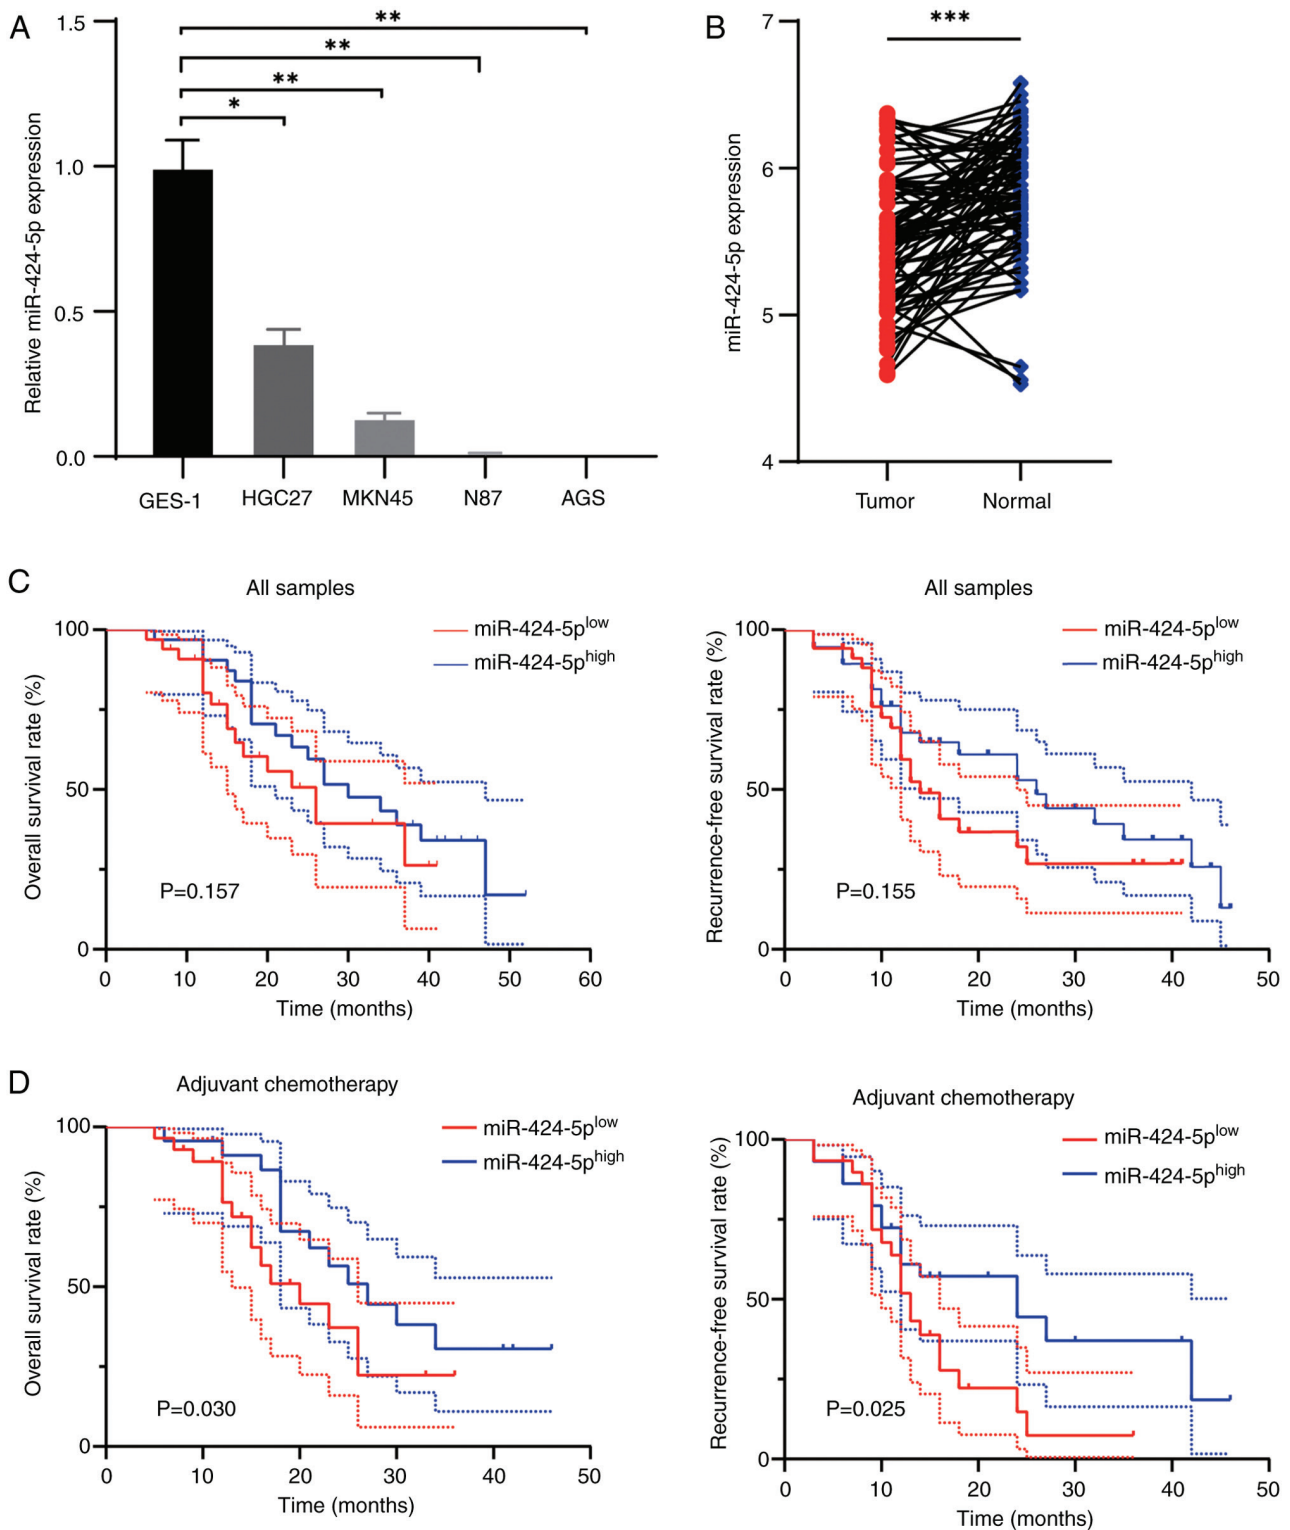 A
Relative miR-424-5p expression
1.5
1.0
0.5
0.0
**
**
**
*
GES-1 HGC27 MKN45 N87 AGS
B
miR-424-5p expression
7
6
5
4
***
Tumor Normal
C
All samples
miR-424-5plow
miR-424-5phigh
Overall survival rate (%)
100
50
0
P=0.157
0 10 20 30 40 50 60
Time (months)
All samples
miR-424-5plow
miR-424-5phigh
Recurrence-free survival rate (%)
100
50
0
P=0.155
0 10 20 30 40 50
Time (months)
D
Adjuvant chemotherapy
miR-424-5plow
miR-424-5phigh
Overall survival rate (%)
100
50
0
P=0.030
0 10 20 30 40 50
Time (months)
Adjuvant chemotherapy
miR-424-5plow
miR-424-5phigh
Recurrence-free survival rate (%)
100
50
0
P=0.025
0 10 20 30 40 50
Time (months)